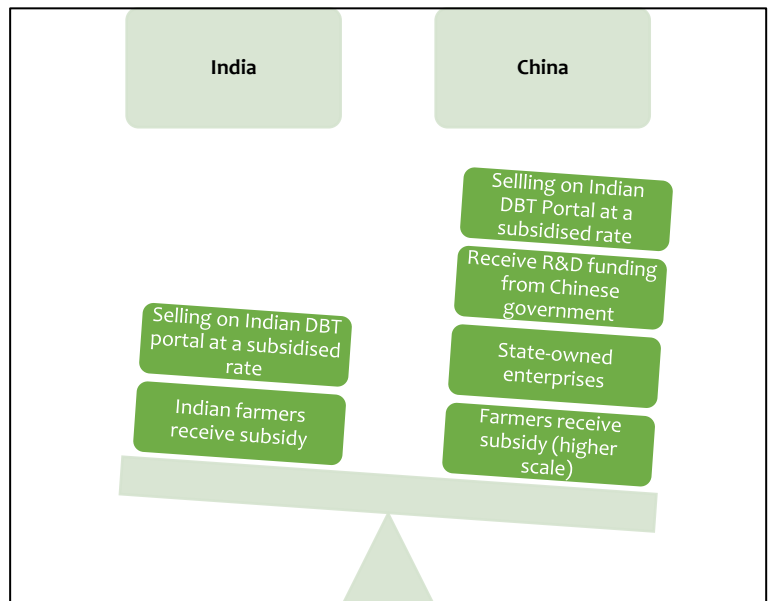 India
China
Sellling on Indian
DBT Portal at a
subsidised rate
Receive R&D funding
from Chinese
government
Selling on Indian DBT
portal at a subsidised
rate
State-owned
enterprises
Indian farmers
receive subsidy
Farmers receive
subsidy (higher
scale)